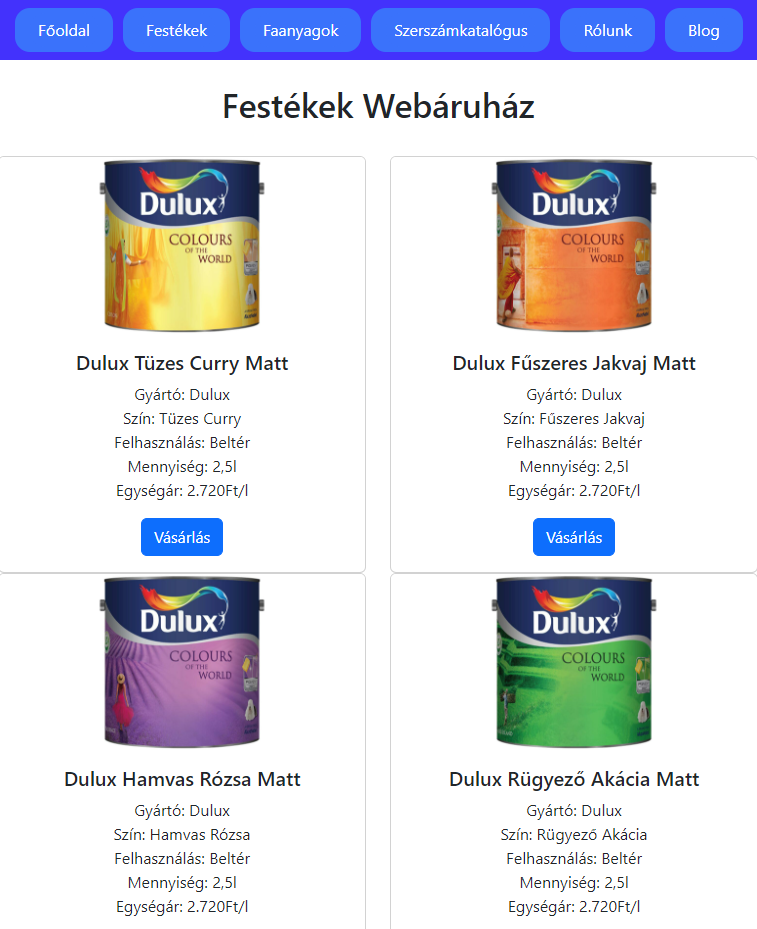 Főoldal Festékek Faanyagok Szerszámkatalógus Rólunk Blog
Festékek Webáruház
Dulux
COLOURS
OF THE
WORLD
Dulux Tüzes Curry Matt
Gyártó: Dulux
Szín: Tüzes Curry
Felhasználás: Beltér
Mennyiség: 2,5l
Egységár: 2.720Ft/l
Vásárlás
Dulux
COLOURS
OF THE
WORLD
Dulux Fűszeres Jakvaj Matt
Gyártó: Dulux
Szín: Fűszeres Jakvaj
Felhasználás: Beltér
Mennyiség: 2,5l
Egységár: 2.720Ft/l
Vásárlás
Dulux
COLOURS
OF THE
WORLD
Dulux Hamvas Rózsa Matt
Gyártó: Dulux
Szín: Hamvas Rózsa
Felhasználás: Beltér
Mennyiség: 2,5l
Egységár: 2.720Ft/l
Dulux
COLOURS
OF THE
WORLD
Dulux Rügyező Akácia Matt
Gyártó: Dulux
Szín: Rügyező Akácia
Felhasználás: Beltér
Mennyiség: 2,5l
Egységár: 2.720Ft/l